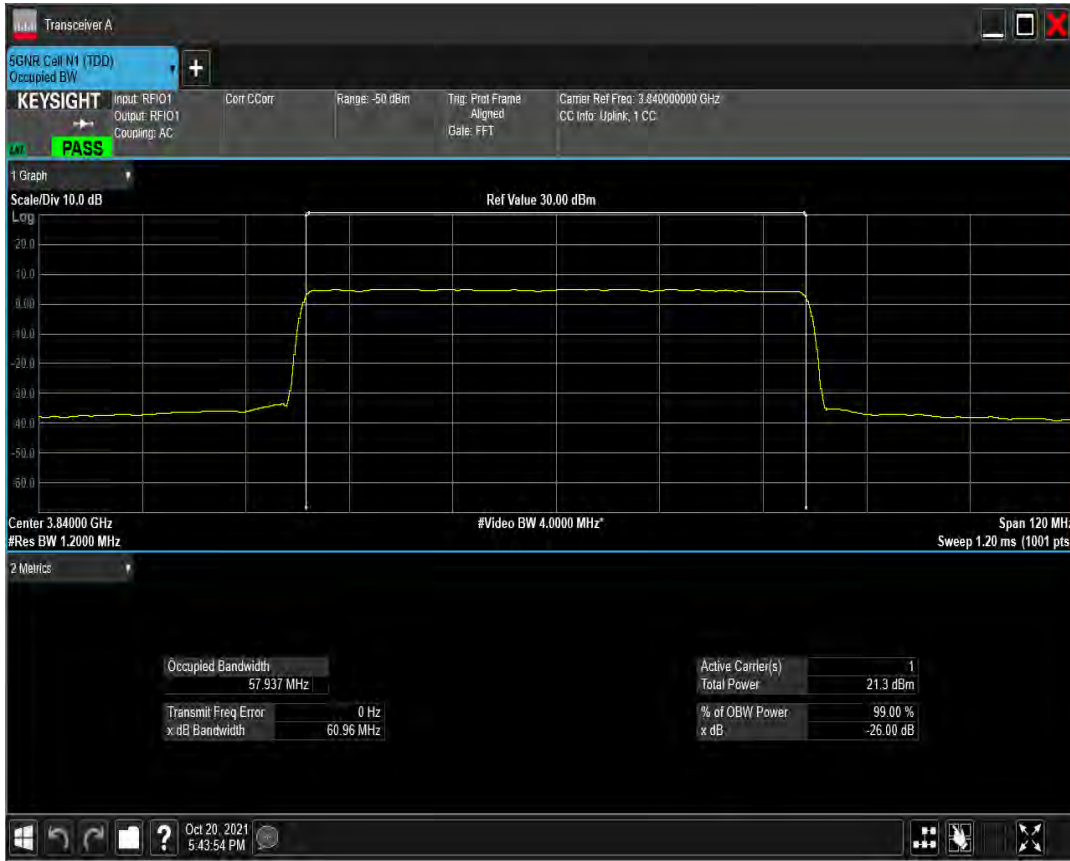 Transceiver A
5GNR Cell N1 (TDD)
Occupied BW
+
KEYSIGHT
Input: RFIO1
Output: RFIO1
Coupling: AC
Corr CCorr
Range: -50 dBm
Trig: Prot Frame
Aligned
Gate: FFT
Carrier Ref Freq: 3.840000000 GHz
CC Info: Uplink, 1 CC
PASS
1 Graph
Scale/Div 10.0 dB
Ref Value 30.00 dBm
Log
20.0
10.0
0.00
-10.0
-20.0
-30.0
-40.0
-50.0
-60.0
Center 3.84000 GHz
#Video BW 4.0000 MHz*
Span 120 MHz
#Res BW 1.2000 MHz
Sweep 1.20 ms (1001 pts
2 Metrics
Occupied Bandwidth
57.937 MHz
Transmit Freq Error 0 Hz
x dB Bandwidth 60.96 MHz
Active Carrier(s) 1
Total Power 21.3 dBm
% of OBW Power 99.00 %
x dB -26.00 dB
?
Oct 20, 2021
5:43:54 PM